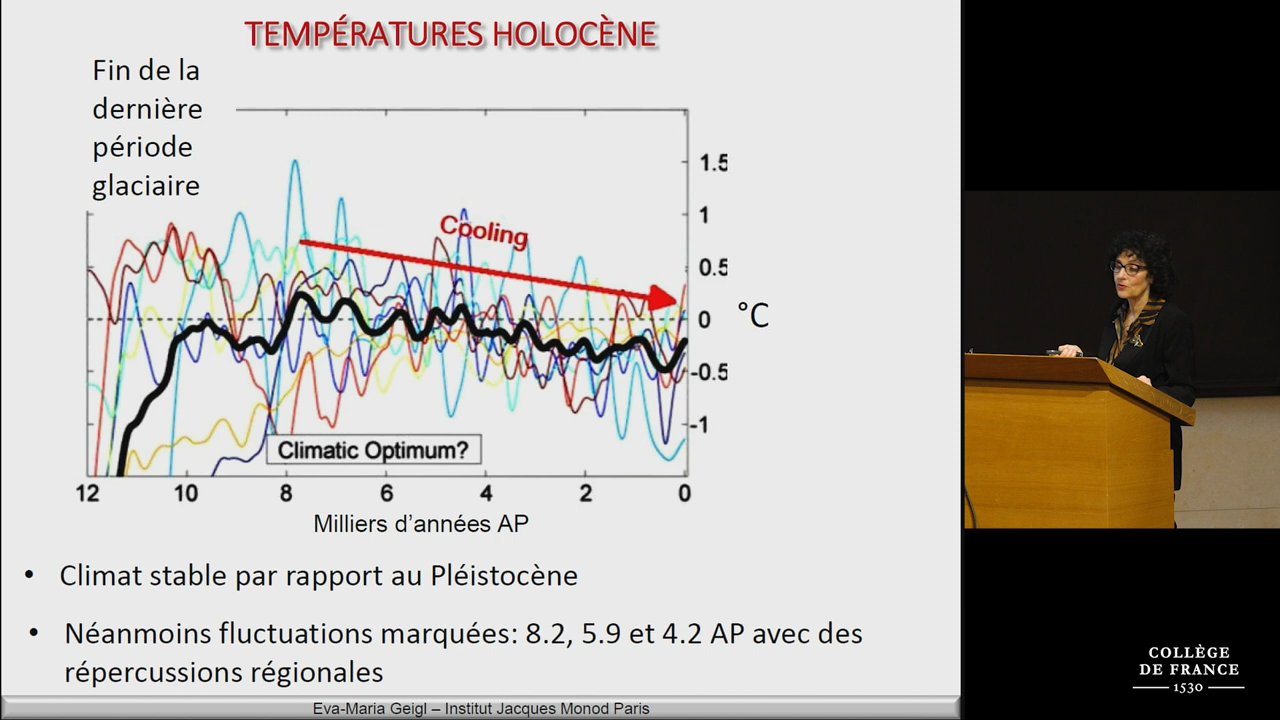 TEMPÉRATURES HOLOCÈNE
Fin de la
dernière
période
glaciaire
Cooling
1.5
1
0.5
0
-0.5
-1
°C
Climatic Optimum?
12 10 8 6 4 2 0
Milliers d'années AP
• Climat stable par rapport au Pléistocène
• Néanmoins fluctuations marquées: 8.2, 5.9 et 4.2 AP avec des
répercussions régionales
Eva-Maria Geigl – Institut Jacques Monod Paris
COLLÈGE
DE FRANCE
1530